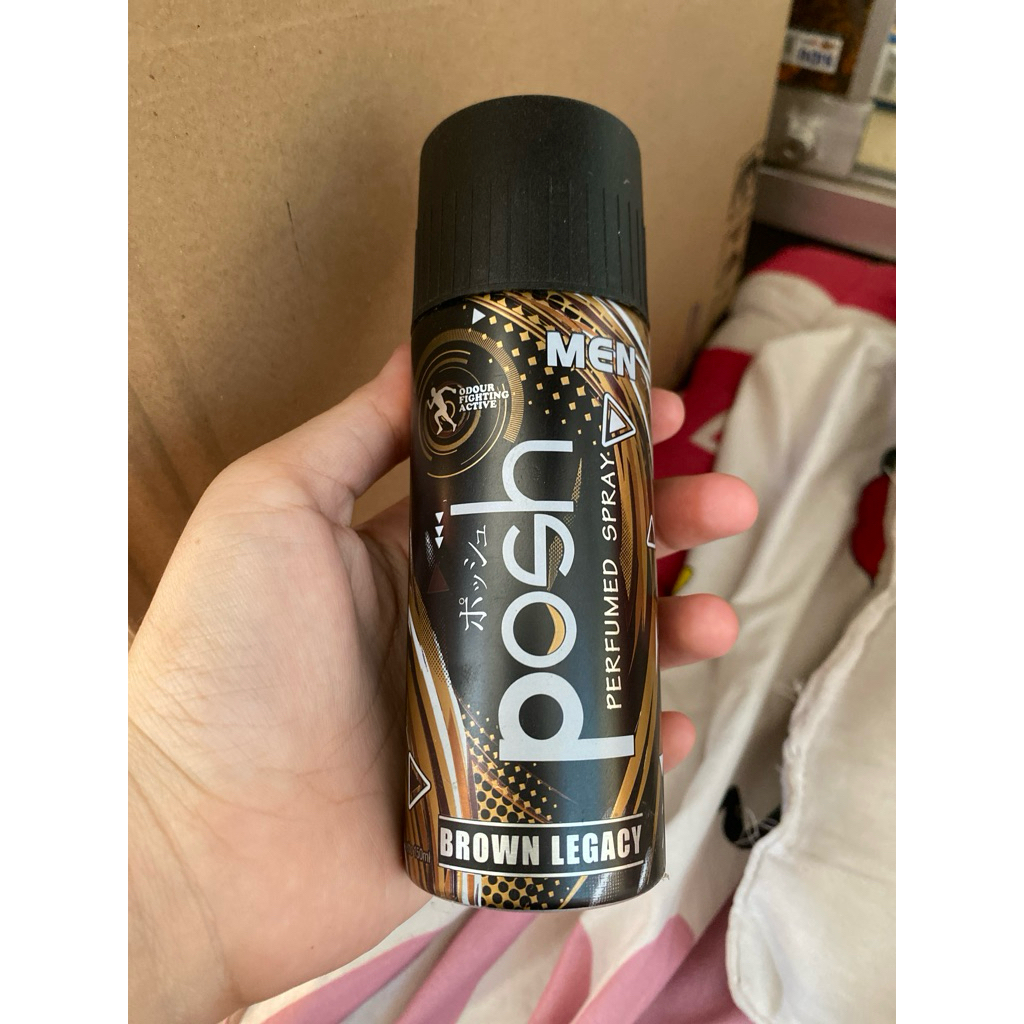 MEN
ODOUR
FIGHTING
ACTIVE
posh
ポッシュ
PERFUMED SPRAY
BROWN LEGACY